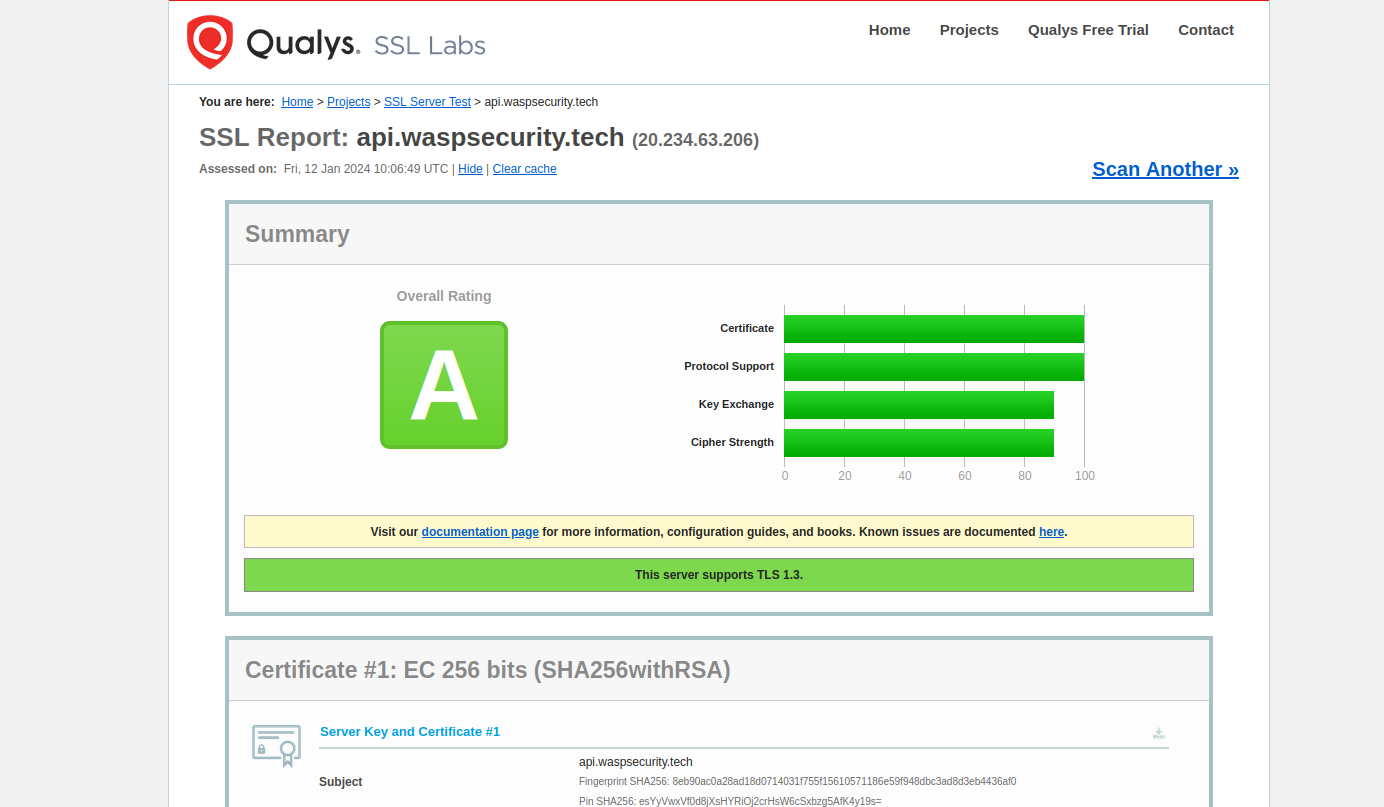 Qualys. SSL Labs
Home Projects Qualys Free Trial Contact
You are here: Home > Projects > SSL Server Test > api.waspsecurity.tech
SSL Report: api.waspsecurity.tech (20.234.63.206)
Assessed on: Fri, 12 Jan 2024 10:06:49 UTC | Hide | Clear cache
Scan Another »
Summary
Overall Rating
A
Certificate
Protocol Support
Key Exchange
Cipher Strength
0 20 40 60 80 100
Visit our documentation page for more information, configuration guides, and books. Known issues are documented here.
This server supports TLS 1.3.
Certificate #1: EC 256 bits (SHA256withRSA)
Server Key and Certificate #1
Subject
api.waspsecurity.tech
Fingerprint SHA256: 8eb90ac0a28ad18d0714031f755f15610571186e59f948dbc3ad8d3eb4436af0
Pin SHA256: esYyVwxVf0d8jXsHYRiOj2crHsW6cSxbzg5AfK4y19s=